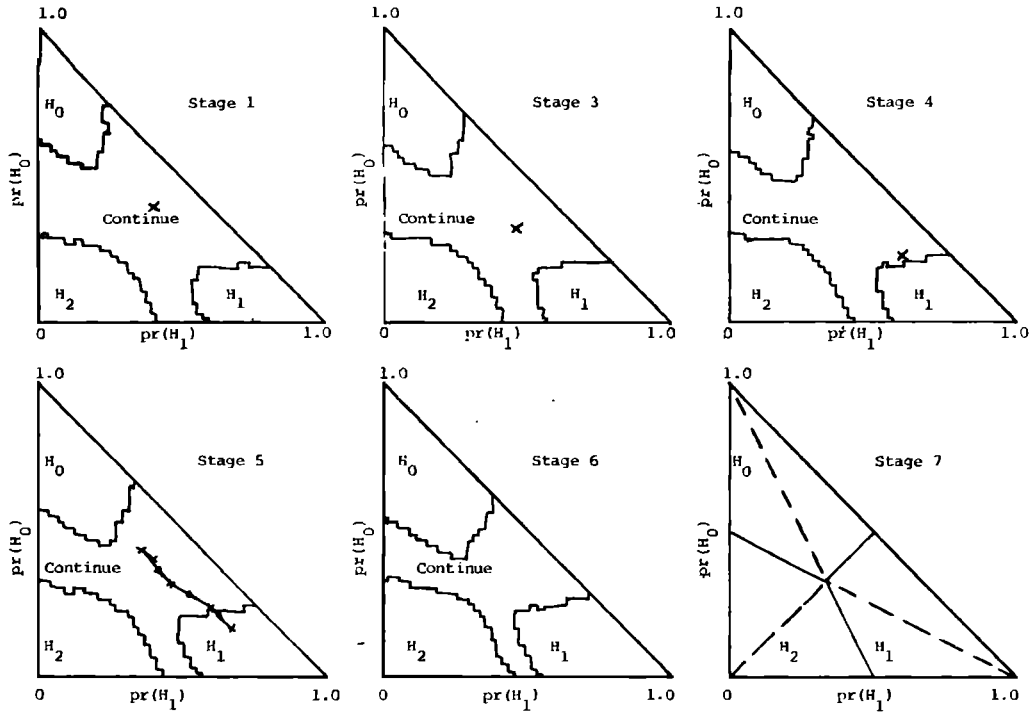 1.0
H0
Stage 1
pr(H0)
Continue
H2
H1
0
1.0
pr(H1)
1.0
H0
Stage 3
pr(H0)
Continue
H2
H1
0
1.0
pr(H1)
1.0
H0
Stage 4
pr(H0)
Continue
H2
H1
0
1.0
pr(H1)
1.0
H0
Stage 5
pr(H0)
Continue
H2
H1
0
1.0
pr(H1)
1.0
H0
Stage 6
pr(H0)
Continue
H2
H1
0
1.0
pr(H1)
1.0
H0
Stage 7
pr(H0)
H2
H1
0
1.0
pr(H1)